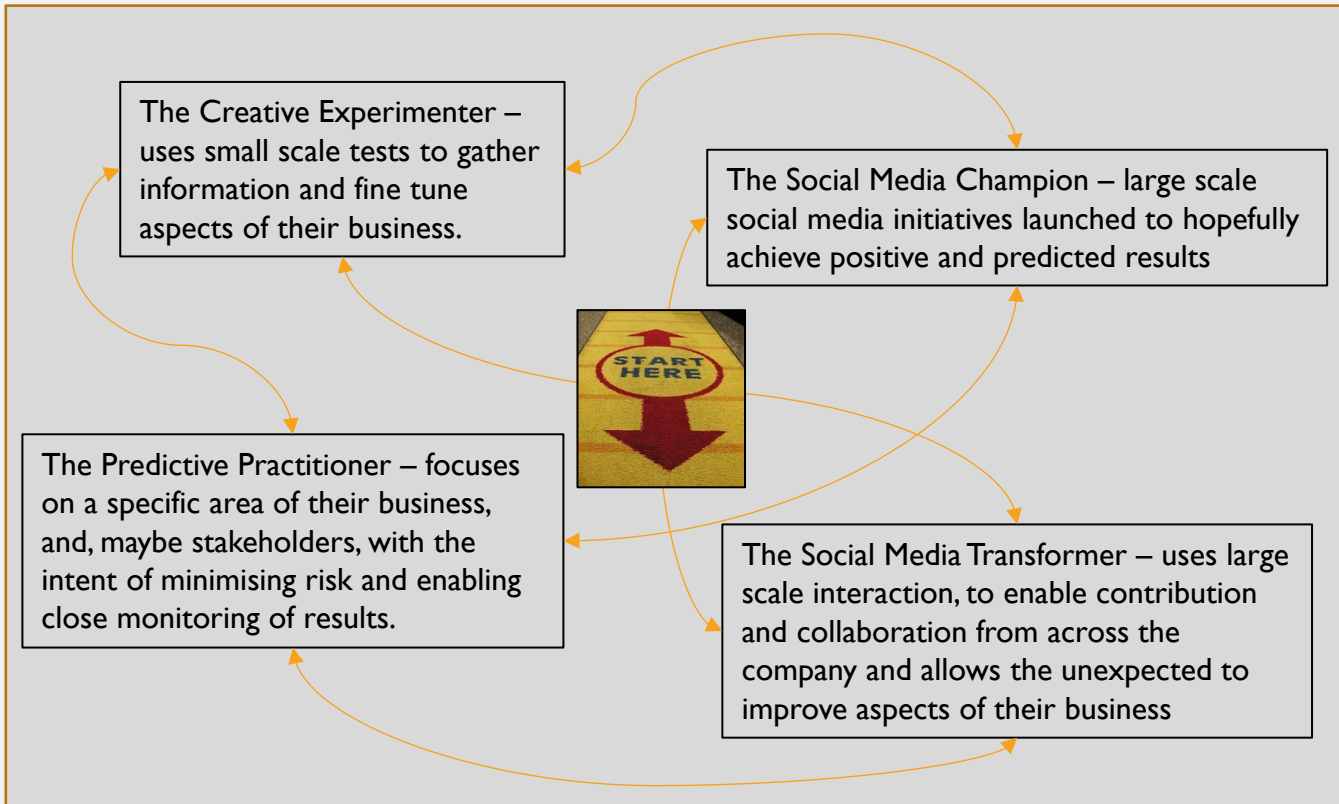 The Creative Experimenter –
uses small scale tests to gather
information and fine tune
aspects of their business.
The Social Media Champion – large scale
social media initiatives launched to hopefully
achieve positive and predicted results
START
HERE
The Predictive Practitioner – focuses
on a specific area of their business,
and, maybe stakeholders, with the
intent of minimising risk and enabling
close monitoring of results.
The Social Media Transformer – uses large
scale interaction, to enable contribution
and collaboration from across the
company and allows the unexpected to
improve aspects of their business